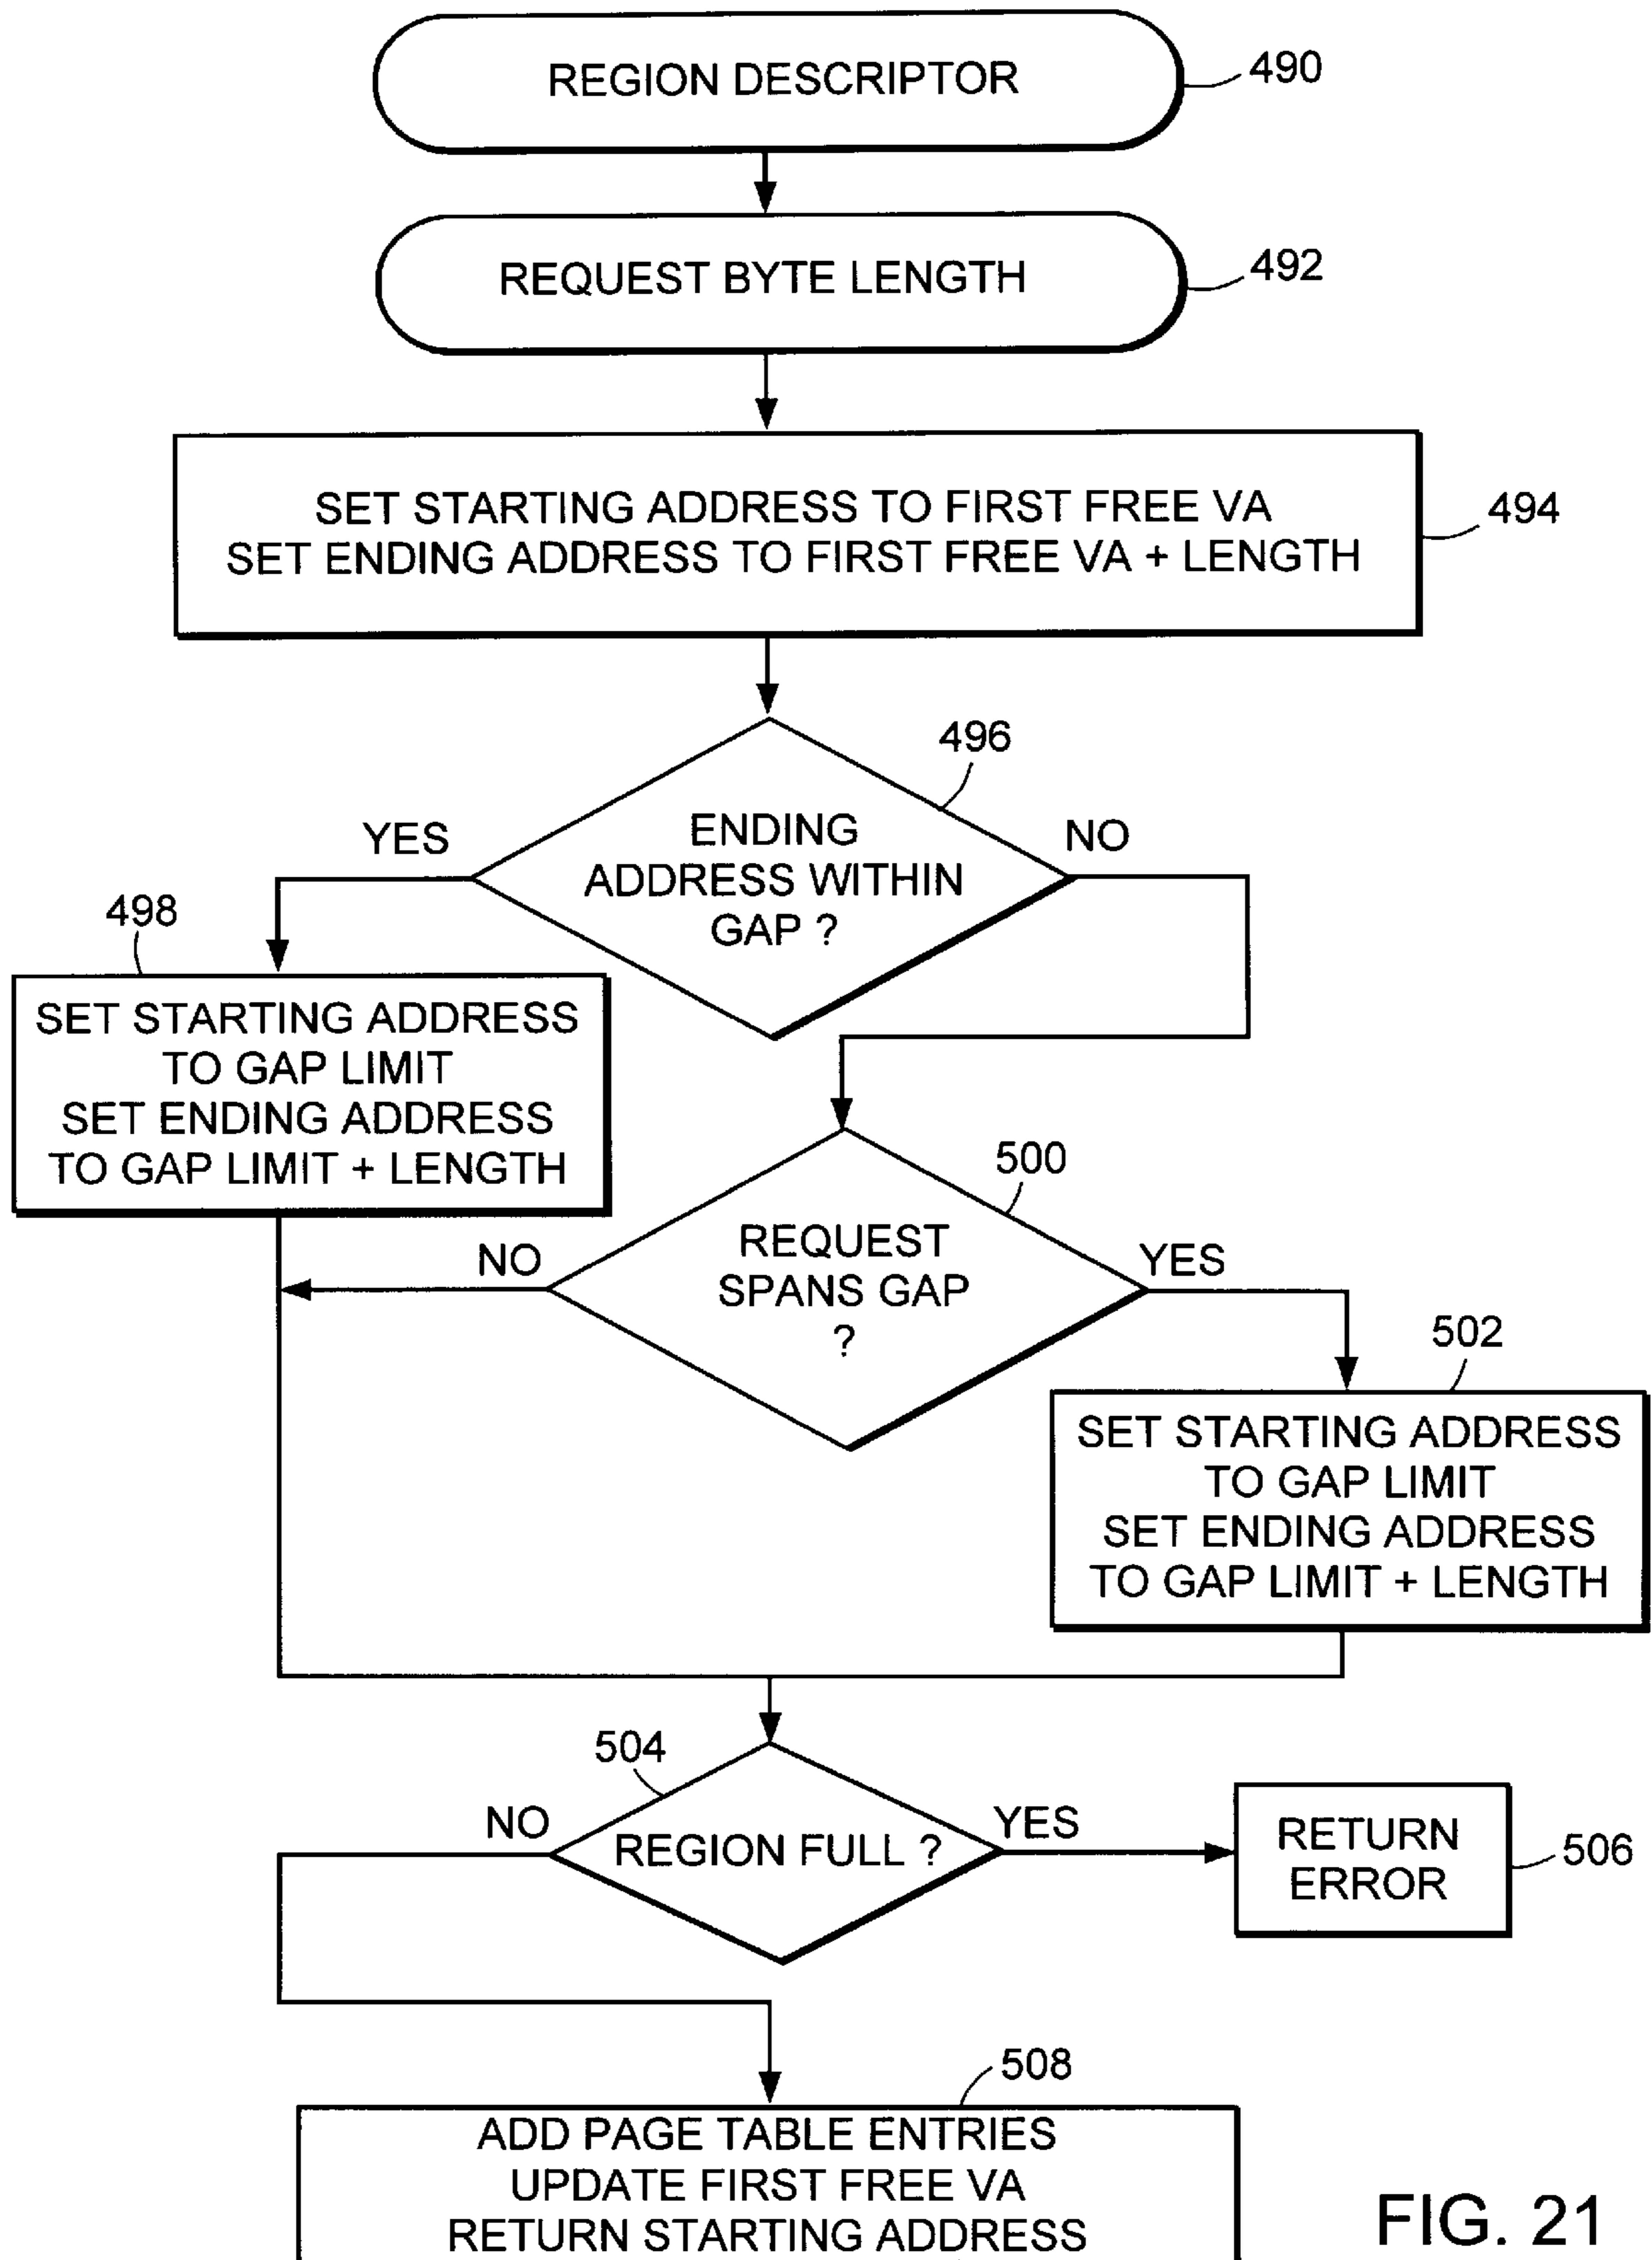 REGION DESCRIPTOR
490
REQUEST BYTE LENGTH
492
SET STARTING ADDRESS TO FIRST FREE VA
SET ENDING ADDRESS TO FIRST FREE VA + LENGTH
494
496
YES
ENDING
ADDRESS WITHIN
GAP ?
NO
498
SET STARTING ADDRESS
TO GAP LIMIT
SET ENDING ADDRESS
TO GAP LIMIT + LENGTH
500
NO
REQUEST
SPANS GAP
?
YES
502
SET STARTING ADDRESS
TO GAP LIMIT
SET ENDING ADDRESS
TO GAP LIMIT + LENGTH
504
NO
REGION FULL ?
YES
RETURN
ERROR
506
508
ADD PAGE TABLE ENTRIES
UPDATE FIRST FREE VA
RETURN STARTING ADDRESS
FIG. 21